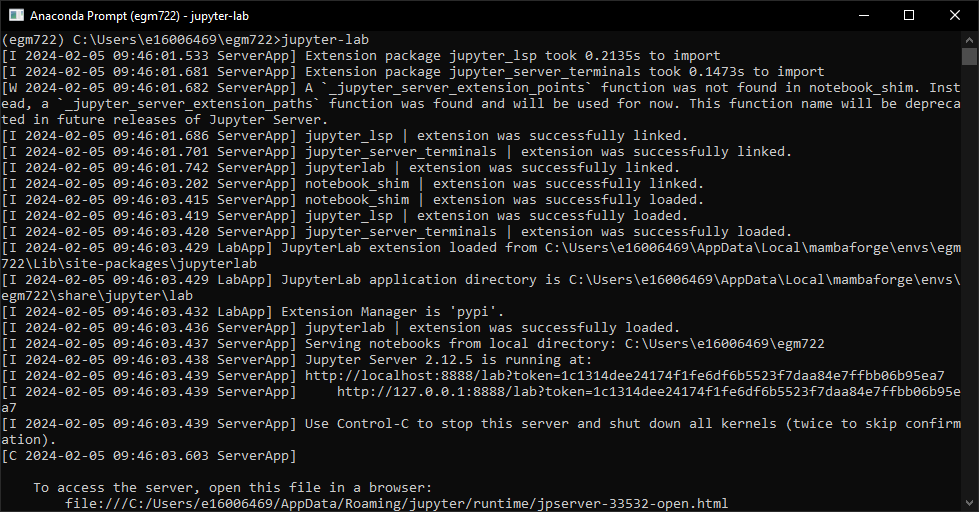 Anaconda Prompt (egm722) - jupyter-lab
(egm722) C:\Users\e16006469\egm722>jupyter-lab
[I 2024-02-05 09:46:01.533 ServerApp] Extension package jupyter_lsp took 0.2135s to import
[I 2024-02-05 09:46:01.681 ServerApp] Extension package jupyter_server_terminals took 0.1473s to import
[W 2024-02-05 09:46:01.682 ServerApp] A `_jupyter_server_extension_points` function was not found in notebook_shim. Inst
ead, a `_jupyter_server_extension_paths` function was found and will be used for now. This function name will be depreca
ted in future releases of Jupyter Server.
[I 2024-02-05 09:46:01.686 ServerApp] jupyter_lsp | extension was successfully linked.
[I 2024-02-05 09:46:01.701 ServerApp] jupyter_server_terminals | extension was successfully linked.
[I 2024-02-05 09:46:01.742 ServerApp] jupyterlab | extension was successfully linked.
[I 2024-02-05 09:46:03.202 ServerApp] notebook_shim | extension was successfully linked.
[I 2024-02-05 09:46:03.415 ServerApp] notebook_shim | extension was successfully loaded.
[I 2024-02-05 09:46:03.419 ServerApp] jupyter_lsp | extension was successfully loaded.
[I 2024-02-05 09:46:03.420 ServerApp] jupyter_server_terminals | extension was successfully loaded.
[I 2024-02-05 09:46:03.429 LabApp] JupyterLab extension loaded from C:\Users\e16006469\AppData\Local\mambaforge\envs\egm
722\Lib\site-packages\jupyterlab
[I 2024-02-05 09:46:03.429 LabApp] JupyterLab application directory is C:\Users\e16006469\AppData\Local\mambaforge\envs\
egm722\share\jupyter\lab
[I 2024-02-05 09:46:03.432 LabApp] Extension Manager is 'pypi'.
[I 2024-02-05 09:46:03.436 ServerApp] jupyterlab | extension was successfully loaded.
[I 2024-02-05 09:46:03.437 ServerApp] Serving notebooks from local directory: C:\Users\e16006469\egm722
[I 2024-02-05 09:46:03.438 ServerApp] Jupyter Server 2.12.5 is running at:
[I 2024-02-05 09:46:03.439 ServerApp] http://localhost:8888/lab?token=1c1314dee24174f1fe6df6b5523f7daa84e7ffbb06b95ea7
[I 2024-02-05 09:46:03.439 ServerApp]     http://127.0.0.1:8888/lab?token=1c1314dee24174f1fe6df6b5523f7daa84e7ffbb06b95e
a7
[I 2024-02-05 09:46:03.439 ServerApp] Use Control-C to stop this server and shut down all kernels (twice to skip confirm
ation).
[C 2024-02-05 09:46:03.603 ServerApp]
To access the server, open this file in a browser:
file:///C:/Users/e16006469/AppData/Roaming/jupyter/runtime/jpserver-33532-open.html